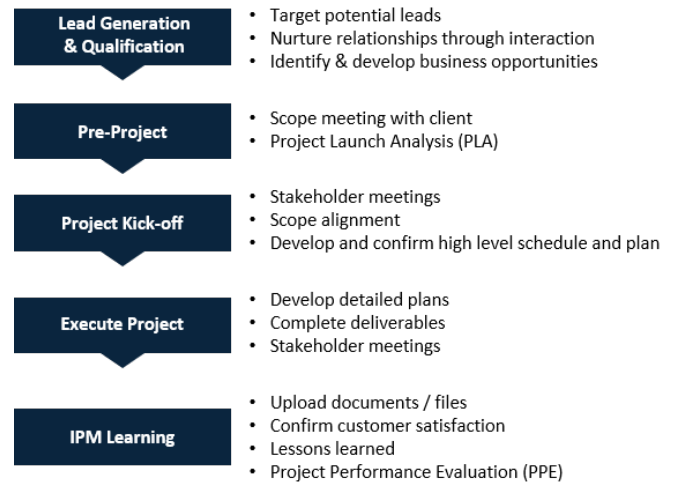 Lead Generation
& Qualification
• Target potential leads
• Nurture relationships through interaction
• Identify & develop business opportunities
Pre-Project
• Scope meeting with client
• Project Launch Analysis (PLA)
Project Kick-off
• Stakeholder meetings
• Scope alignment
• Develop and confirm high level schedule and plan
Execute Project
• Develop detailed plans
• Complete deliverables
• Stakeholder meetings
IPM Learning
• Upload documents / files
• Confirm customer satisfaction
• Lessons learned
• Project Performance Evaluation (PPE)